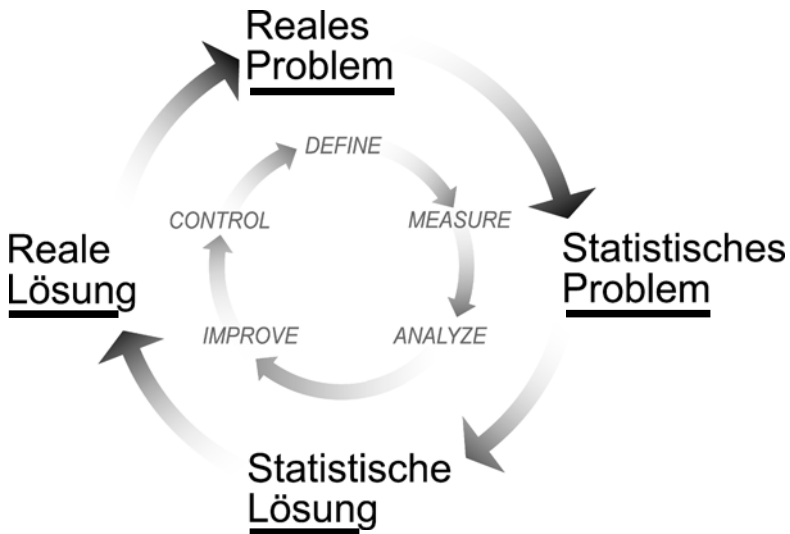 Reales
Problem
DEFINE
CONTROL
MEASURE
Reale
Lösung
Statistisches
Problem
IMPROVE
ANALYZE
Statistische
Lösung